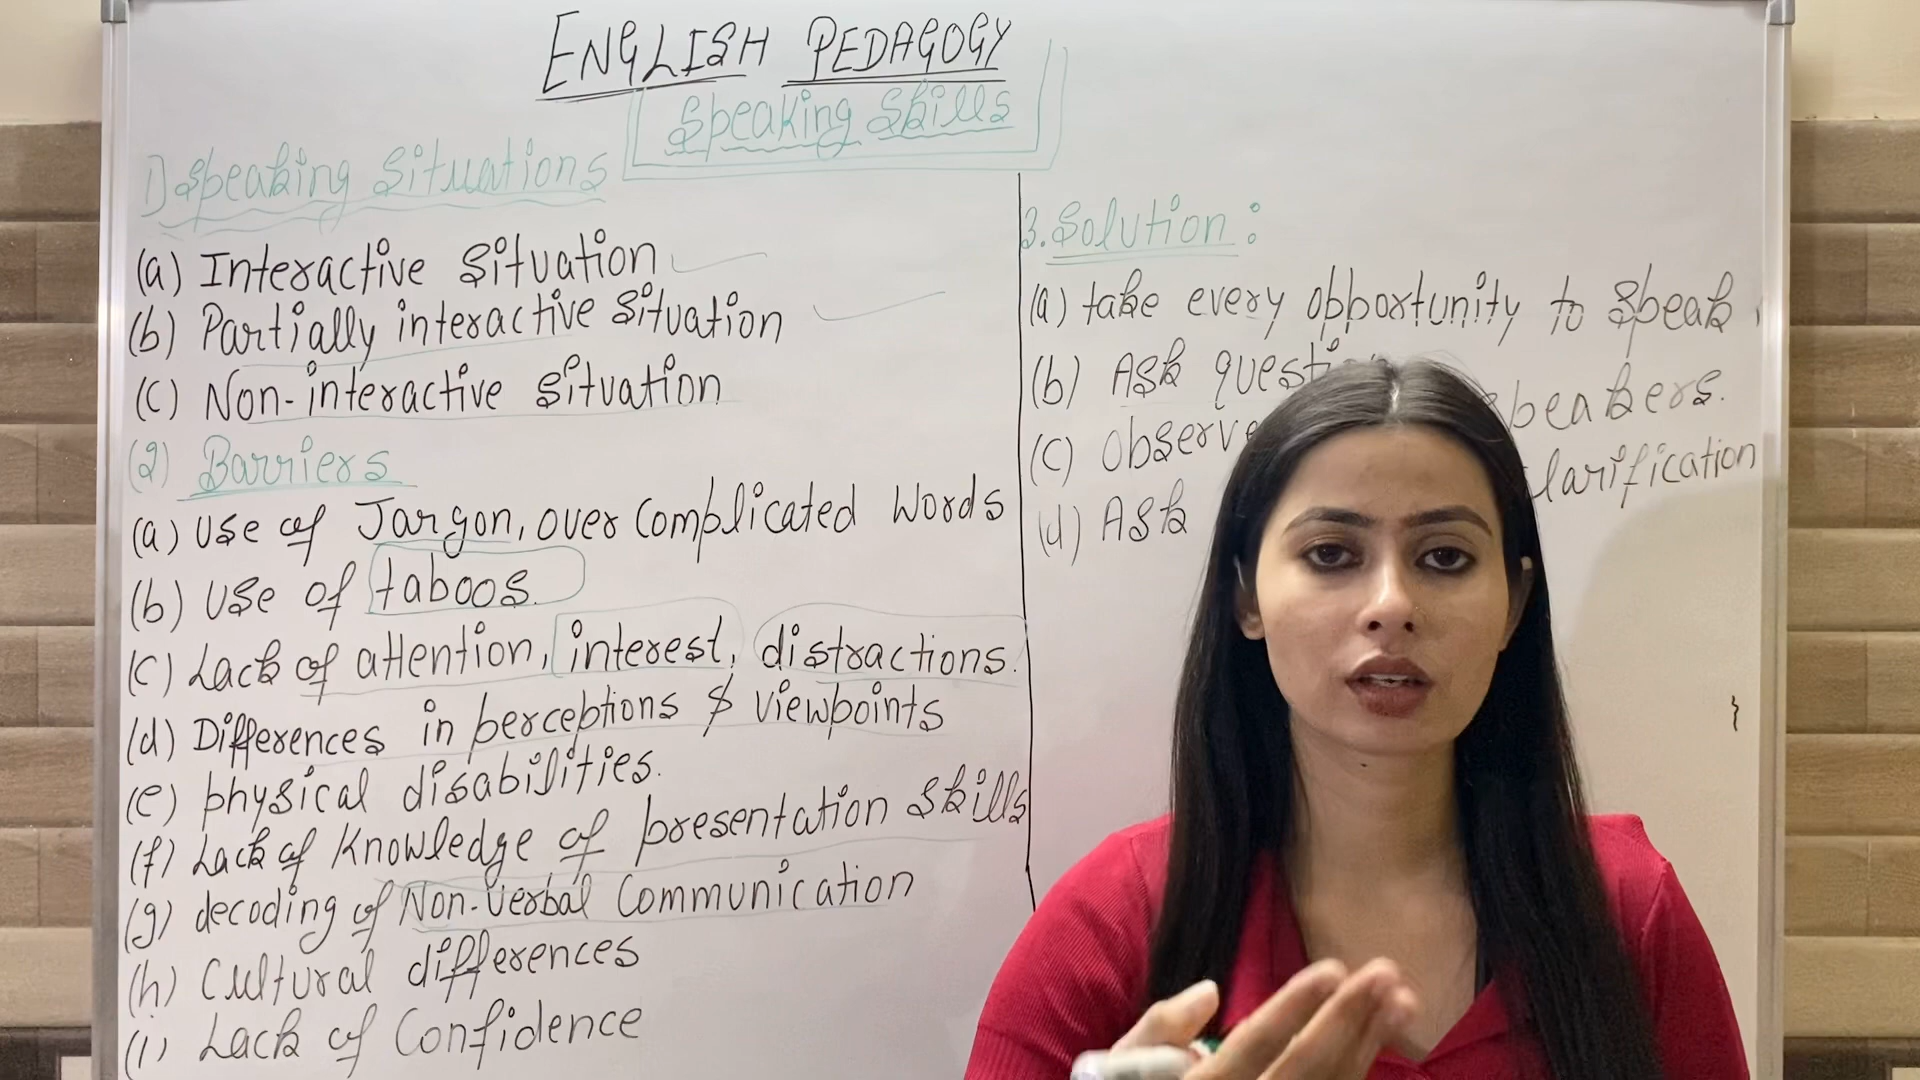 ENGLISH PEDAGOGY
Speaking Skills
1) Speaking Situations
(a) Interactive Situation
(b) Partially interactive Situation
(c) Non-interactive Situation
(2) Barriers
(a) Use of Jargon, over Complicated Words
(b) Use of taboos.
(c) Lack of attention, interest, distractions.
(d) Differences in perceptions & viewpoints
(e) physical disabilities.
(f) Lack of Knowledge of presentation Skills
(g) decoding of Non-Verbal Communication
(h) Cultural differences
(i) Lack of Confidence
3. Solution :
(a) take every opportunity to Speak
(b) Ask
(c) Observe
(d) Ask